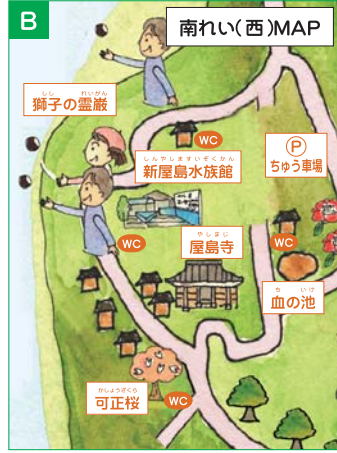 B
南れい(西)MAP
ししれいがん
獅子の霊巖
WC
しんやしますいぞくかん
新屋島水族館
P
ちゅう車場
WC
やしまじ
屋島寺
WC
ちいけ
血の池
かしょうざくら
可正桜
WC